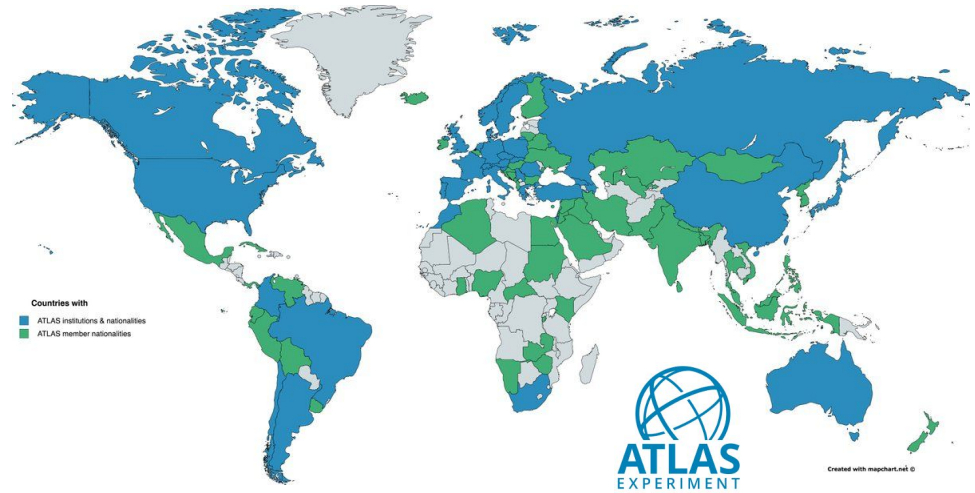 Countries with
ATLAS institutions & nationalities
ATLAS member nationalities
ATLAS
EXPERIMENT
Created with mapchart.net ©